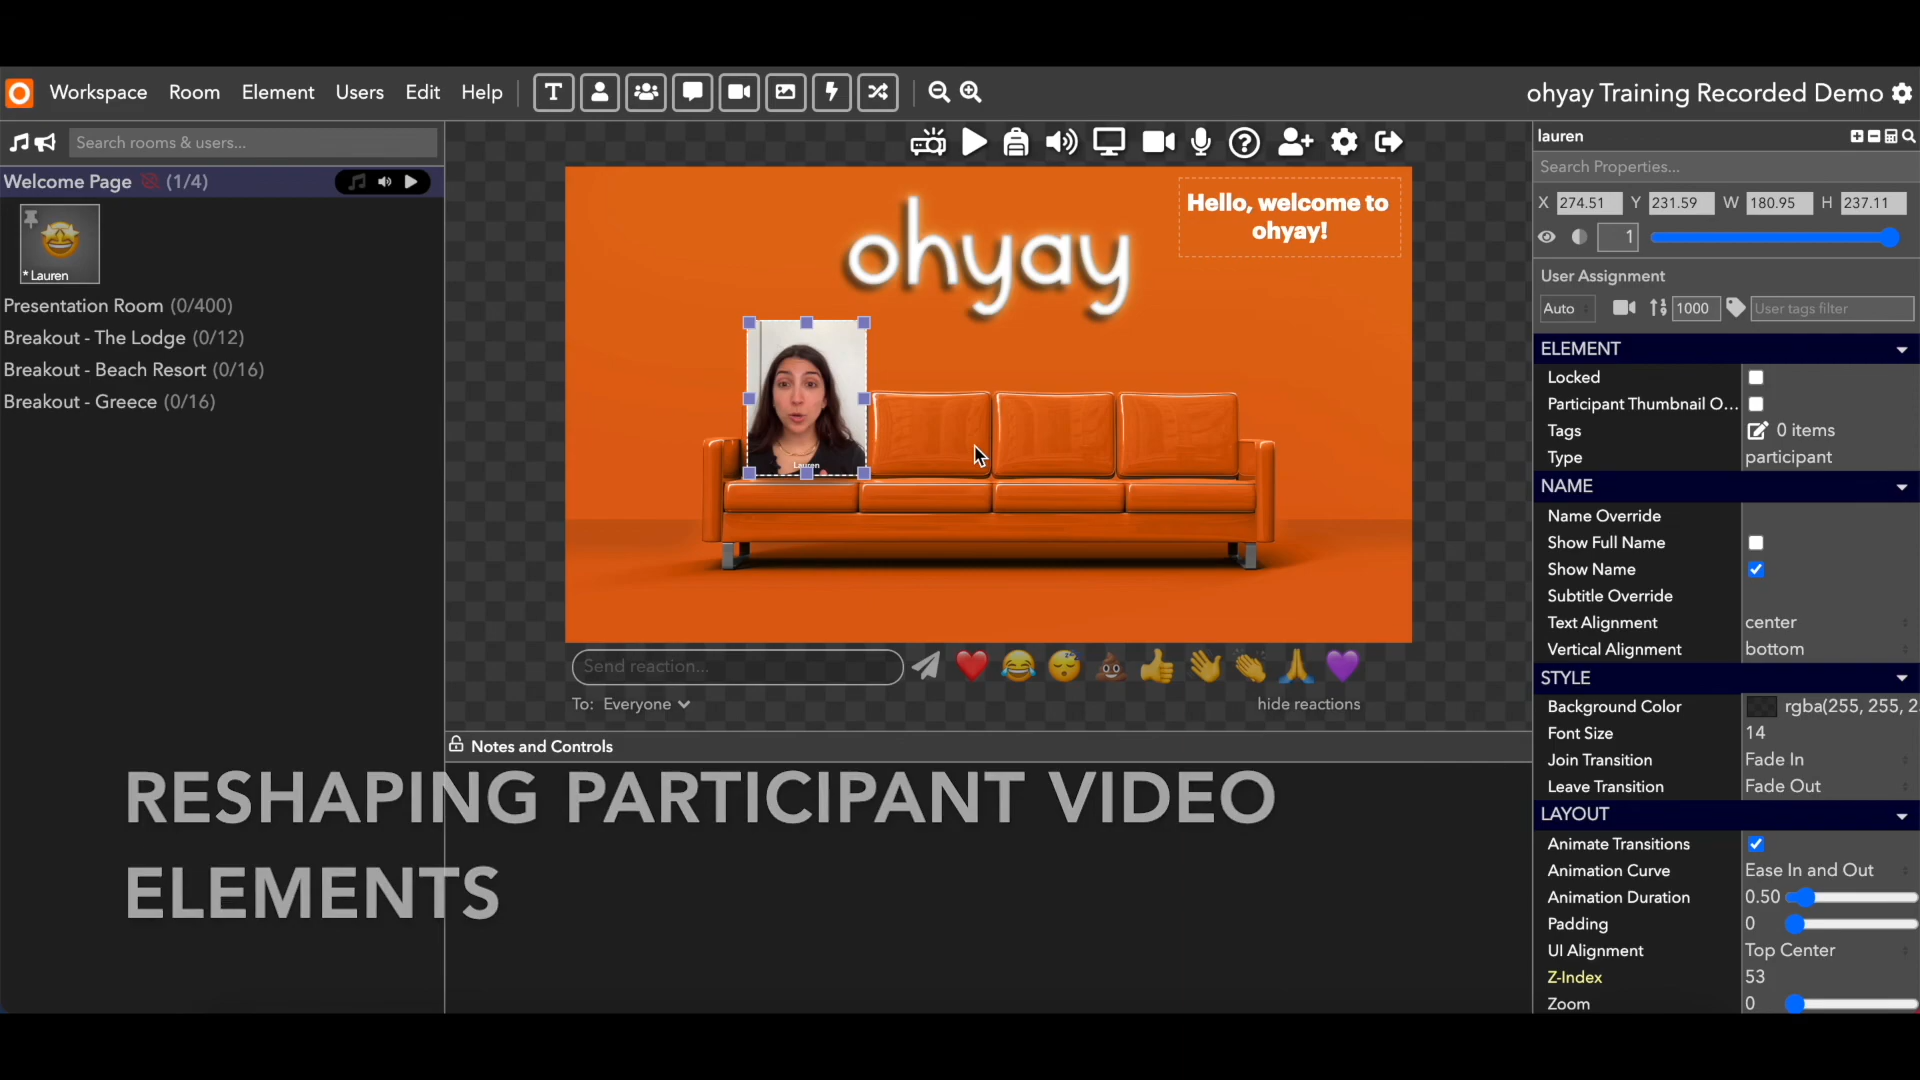 Workspace Room Element Users Edit Help
ohyay Training Recorded Demo
Search rooms & users...
Welcome Page (1/4)
* Lauren
Presentation Room (0/400)
Breakout - The Lodge (0/12)
Breakout - Beach Resort (0/16)
Breakout - Greece (0/16)
ohyay
Hello, welcome to
ohyay!
Lauren
Send reaction...
To: Everyone
hide reactions
Notes and Controls
RESHAPING PARTICIPANT VIDEO
ELEMENTS
lauren
Search Properties...
X 274.51 Y 231.59 W 180.95 H 237.11
1
User Assignment
Auto 1000 User tags filter
ELEMENT
Locked
Participant Thumbnail O...
Tags 0 items
Type participant
NAME
Name Override
Show Full Name
Show Name
Subtitle Override
Text Alignment center
Vertical Alignment bottom
STYLE
Background Color rgba(255, 255, 2
Font Size 14
Join Transition Fade In
Leave Transition Fade Out
LAYOUT
Animate Transitions
Animation Curve Ease In and Out
Animation Duration 0.50
Padding 0
UI Alignment Top Center
Z-Index 53
Zoom 0